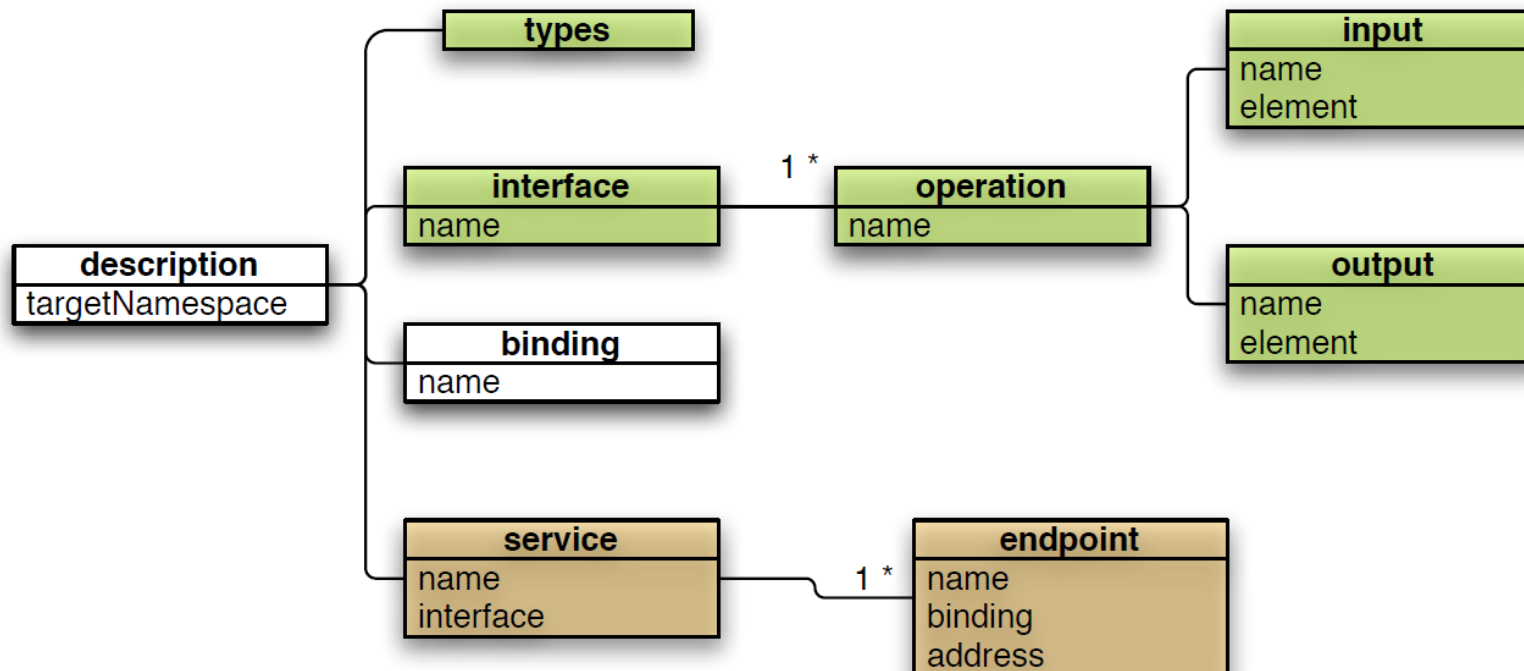 types
input
name
element
1 *
interface
name
operation
name
description
targetNamespace
output
name
element
binding
name
service
name
interface
1 *
endpoint
name
binding
address